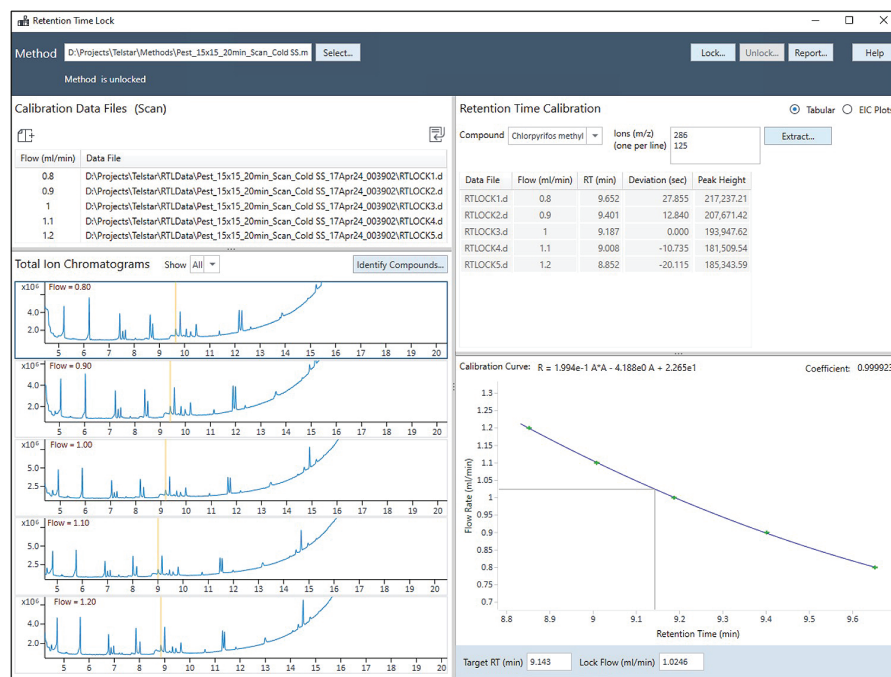 Retention Time Lock
Method D:\Projects\Telstar\Methods\Pest_15x15_20min_Scan_Cold SS.m Select... Lock... Unlock... Report... Help
Method is unlocked
Calibration Data Files (Scan)
Flow (ml/min) Data File
0.8 D:\Projects\Telstar\RTLData\Pest_15x15_20min_Scan_Cold SS_17Apr24_003902\RTLOCK1.d
0.9 D:\Projects\Telstar\RTLData\Pest_15x15_20min_Scan_Cold SS_17Apr24_003902\RTLOCK2.d
1 D:\Projects\Telstar\RTLData\Pest_15x15_20min_Scan_Cold SS_17Apr24_003902\RTLOCK3.d
1.1 D:\Projects\Telstar\RTLData\Pest_15x15_20min_Scan_Cold SS_17Apr24_003902\RTLOCK4.d
1.2 D:\Projects\Telstar\RTLData\Pest_15x15_20min_Scan_Cold SS_17Apr24_003902\RTLOCK5.d
Total Ion Chromatograms Show All Identify Compounds...
x10⁶ Flow = 0.80
4.0
2.0
5 6 7 8 9 10 11 12 13 14 15 16 17 18 19 20
x10⁶ Flow = 0.90
4.0
2.0
5 6 7 8 9 10 11 12 13 14 15 16 17 18 19 20
x10⁶ Flow = 1.00
5.0
2.5
5 6 7 8 9 10 11 12 13 14 15 16 17 18 19 20
x10⁶ Flow = 1.10
5.0
2.5
5 6 7 8 9 10 11 12 13 14 15 16 17 18 19 20
x10⁶ Flow = 1.20
4.0
2.0
5 6 7 8 9 10 11 12 13 14 15 16 17 18 19 20
Retention Time Calibration Tabular EIC Plots
Compound Chlorpyrifos methyl Ions (m/z) 286 Extract...
(one per line) 125
Data File Flow (ml/min) RT (min) Deviation (sec) Peak Height
RTLOCK1.d 0.8 9.652 27.855 217,237.21
RTLOCK2.d 0.9 9.401 12.840 207,671.42
RTLOCK3.d 1 9.187 0.000 193,947.62
RTLOCK4.d 1.1 9.008 -10.735 181,509.54
RTLOCK5.d 1.2 8.852 -20.115 185,343.59
Calibration Curve: R = 1.994e-1 A*A - 4.188e0 A + 2.265e1 Coefficient: 0.999923
Flow Rate (ml/min)
1.3
1.25
1.2
1.15
1.1
1.05
1
0.95
0.9
0.85
0.8
0.75
0.7
8.8 8.9 9 9.1 9.2 9.3 9.4 9.5 9.6
Retention Time (min)
Target RT (min) 9.143 Lock Flow (ml/min) 1.0246